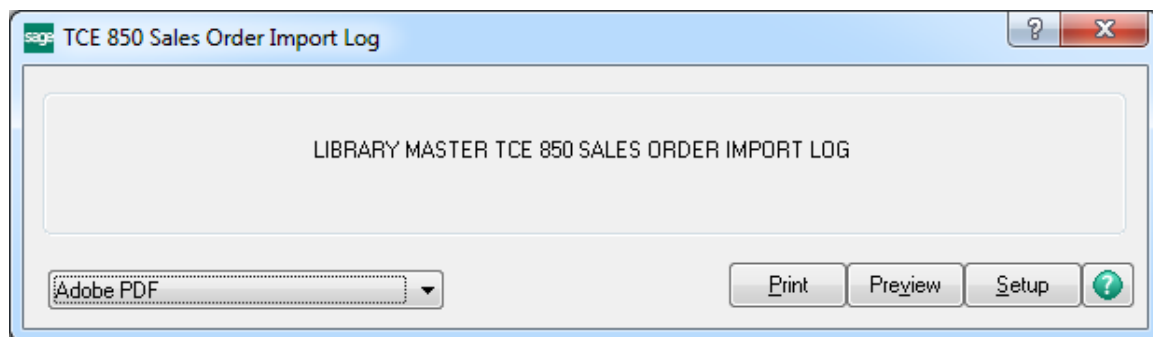 sage TCE 850 Sales Order Import Log
LIBRARY MASTER TCE 850 SALES ORDER IMPORT LOG
Adobe PDF
Print
Preview
Setup